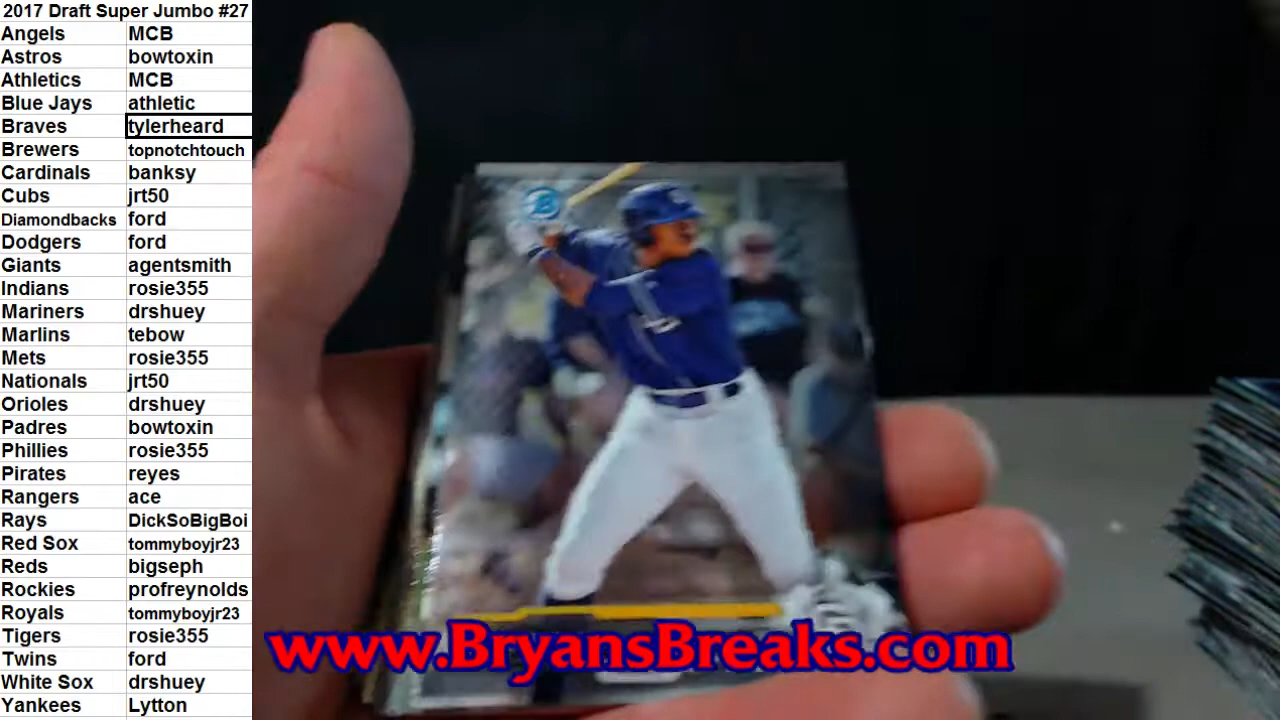 2017 Draft Super Jumbo #27
Angels MCB
Astros bowtoxin
Athletics MCB
Blue Jays athletic
Braves tylerheard
Brewers topnotchtouch
Cardinals banksy
Cubs jrt50
Diamondbacks ford
Dodgers ford
Giants agentsmith
Indians rosie355
Mariners drshuey
Marlins tebow
Mets rosie355
Nationals jrt50
Orioles drshuey
Padres bowtoxin
Phillies rosie355
Pirates reyes
Rangers ace
Rays DickSoBigBoi
Red Sox tommyboyjr23
Reds bigseph
Rockies profreynolds
Royals tommyboyjr23
Tigers rosie355
Twins ford
White Sox drshuey
Yankees Lytton
B
www.BryansBreaks.com